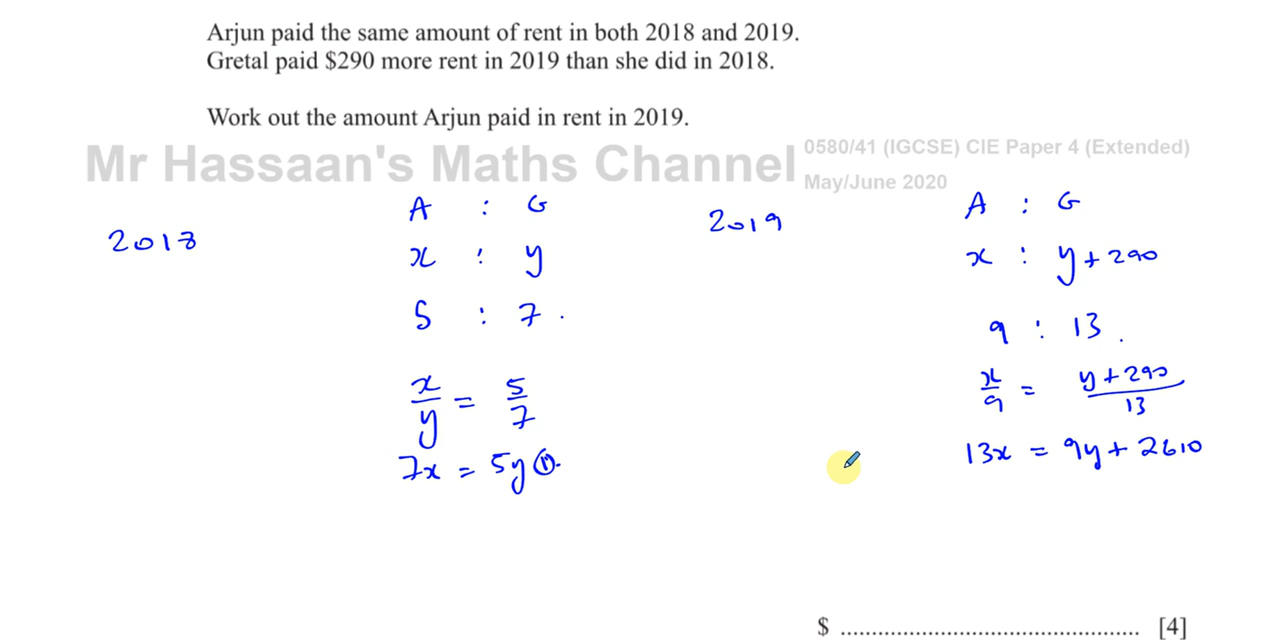 Arjun paid the same amount of rent in both 2018 and 2019.
Gretal paid $290 more rent in 2019 than she did in 2018.
Work out the amount Arjun paid in rent in 2019.
Mr Hassaan's Maths Channel
0580/41 (IGCSE) CIE Paper 4 (Extended)
May/June 2020
2018
A : G
x : y
5 : 7 .
x/y = 5/7
7x = 5y ①.
2019
A : G
x : y + 290
9 : 13 .
x/9 = y + 290/13
13x = 9y + 2610
$ ................................................ [4]